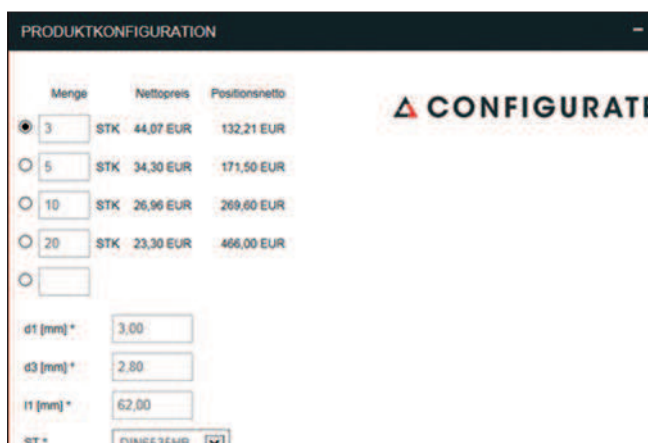 PRODUKTKONFIGURATION
Menge Nettopreis Positionsnetto
CONFIGURATE
3 STK 44,07 EUR 132,21 EUR
5 STK 34,30 EUR 171,50 EUR
10 STK 26,96 EUR 269,60 EUR
20 STK 23,30 EUR 466,00 EUR
d1 [mm] * 3,00
d3 [mm] * 2,80
l1 [mm] * 62,00
ST * DIN6535HB